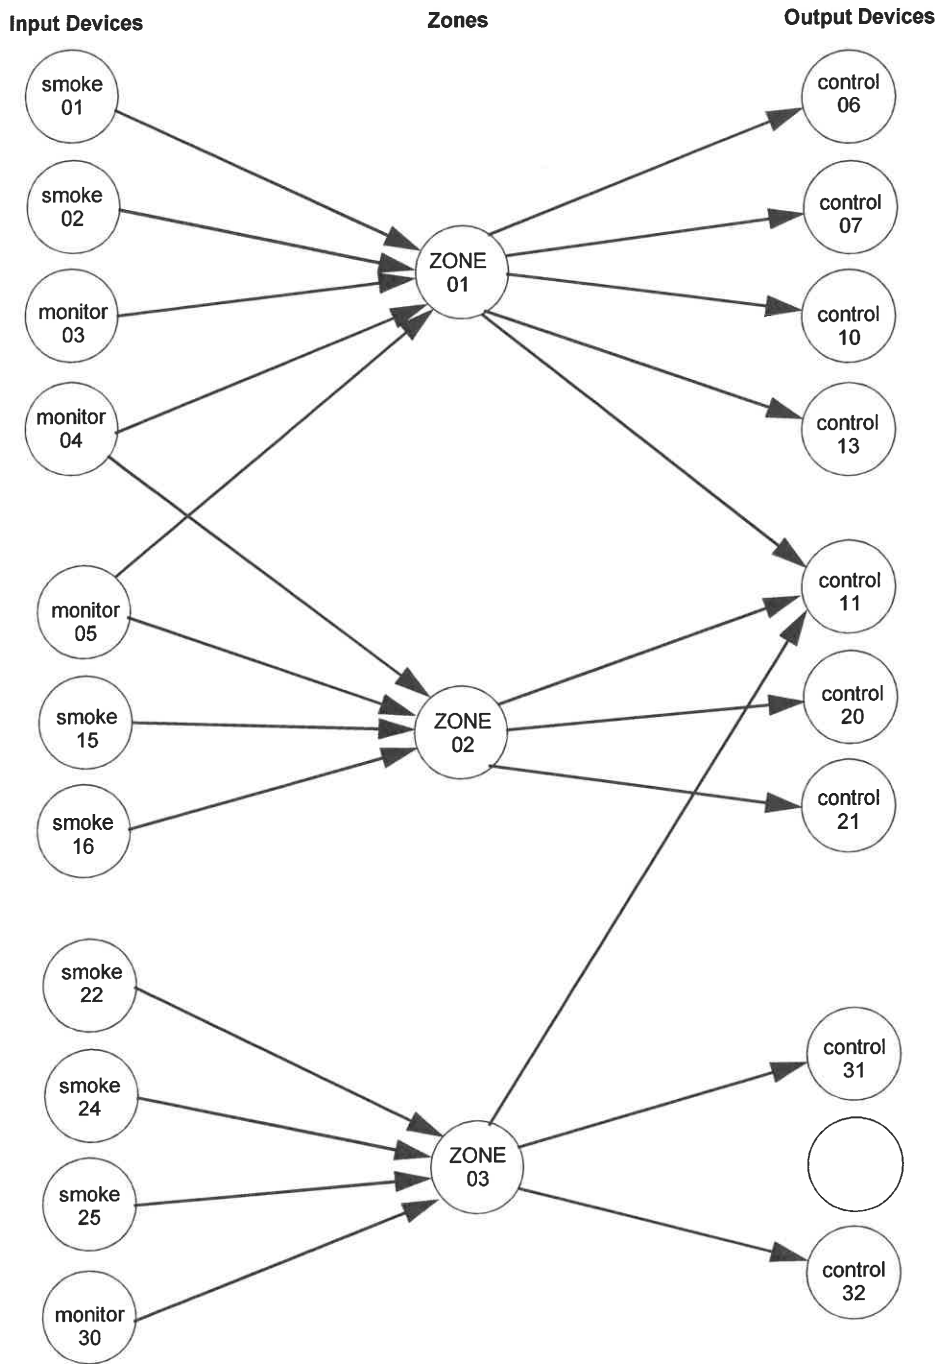 Input Devices
Zones
Output Devices
smoke
01
smoke
02
monitor
03
monitor
04
monitor
05
smoke
15
smoke
16
smoke
22
smoke
24
smoke
25
monitor
30
ZONE
01
ZONE
02
ZONE
03
control
06
control
07
control
10
control
13
control
11
control
20
control
21
control
31
control
32